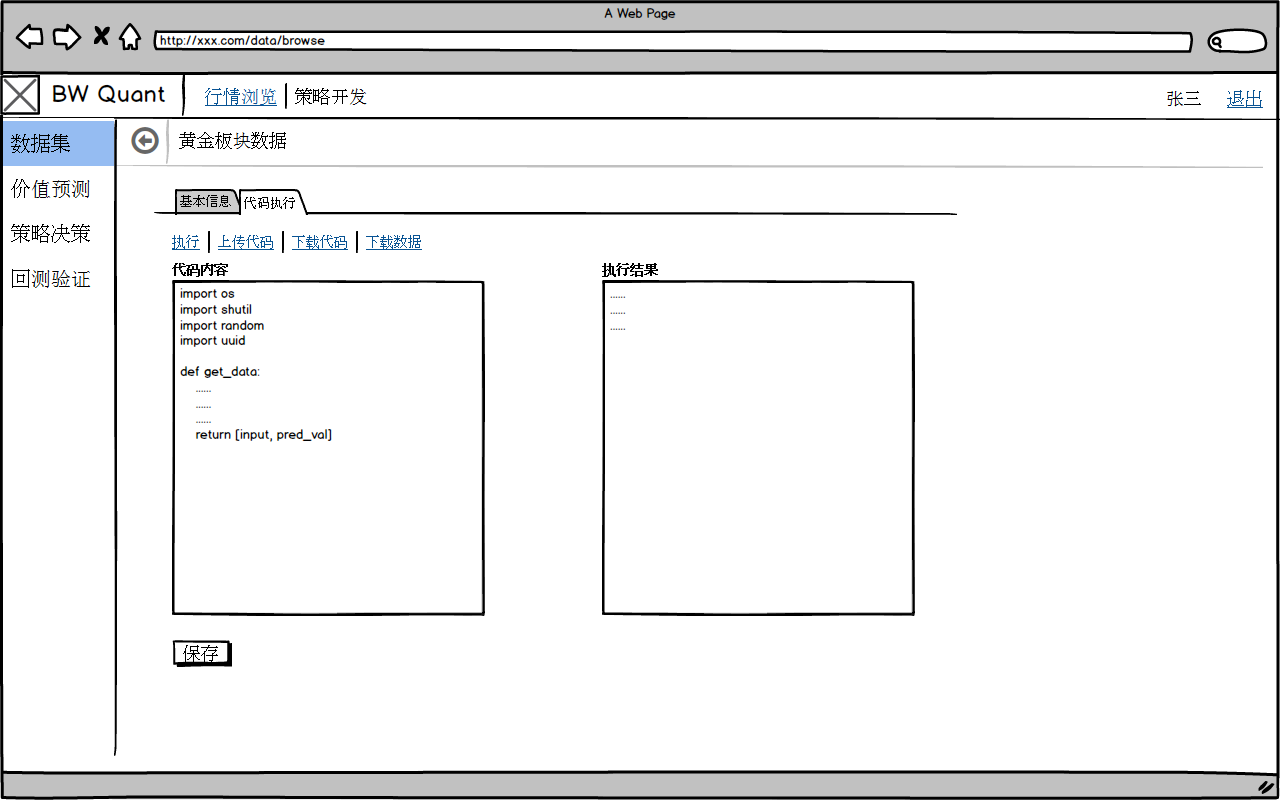 A Web Page
http://xxx.com/data/browse
BW Quant
行情浏览
策略开发
张三
退出
数据集
价值预测
策略决策
回测验证
黄金板块数据
基本信息
代码执行
执行
上传代码
下载代码
下载数据
代码内容
import os
import shutil
import random
import uuid
def get_data:
......
......
......
return [input, pred_val]
执行结果
......
......
......
保存